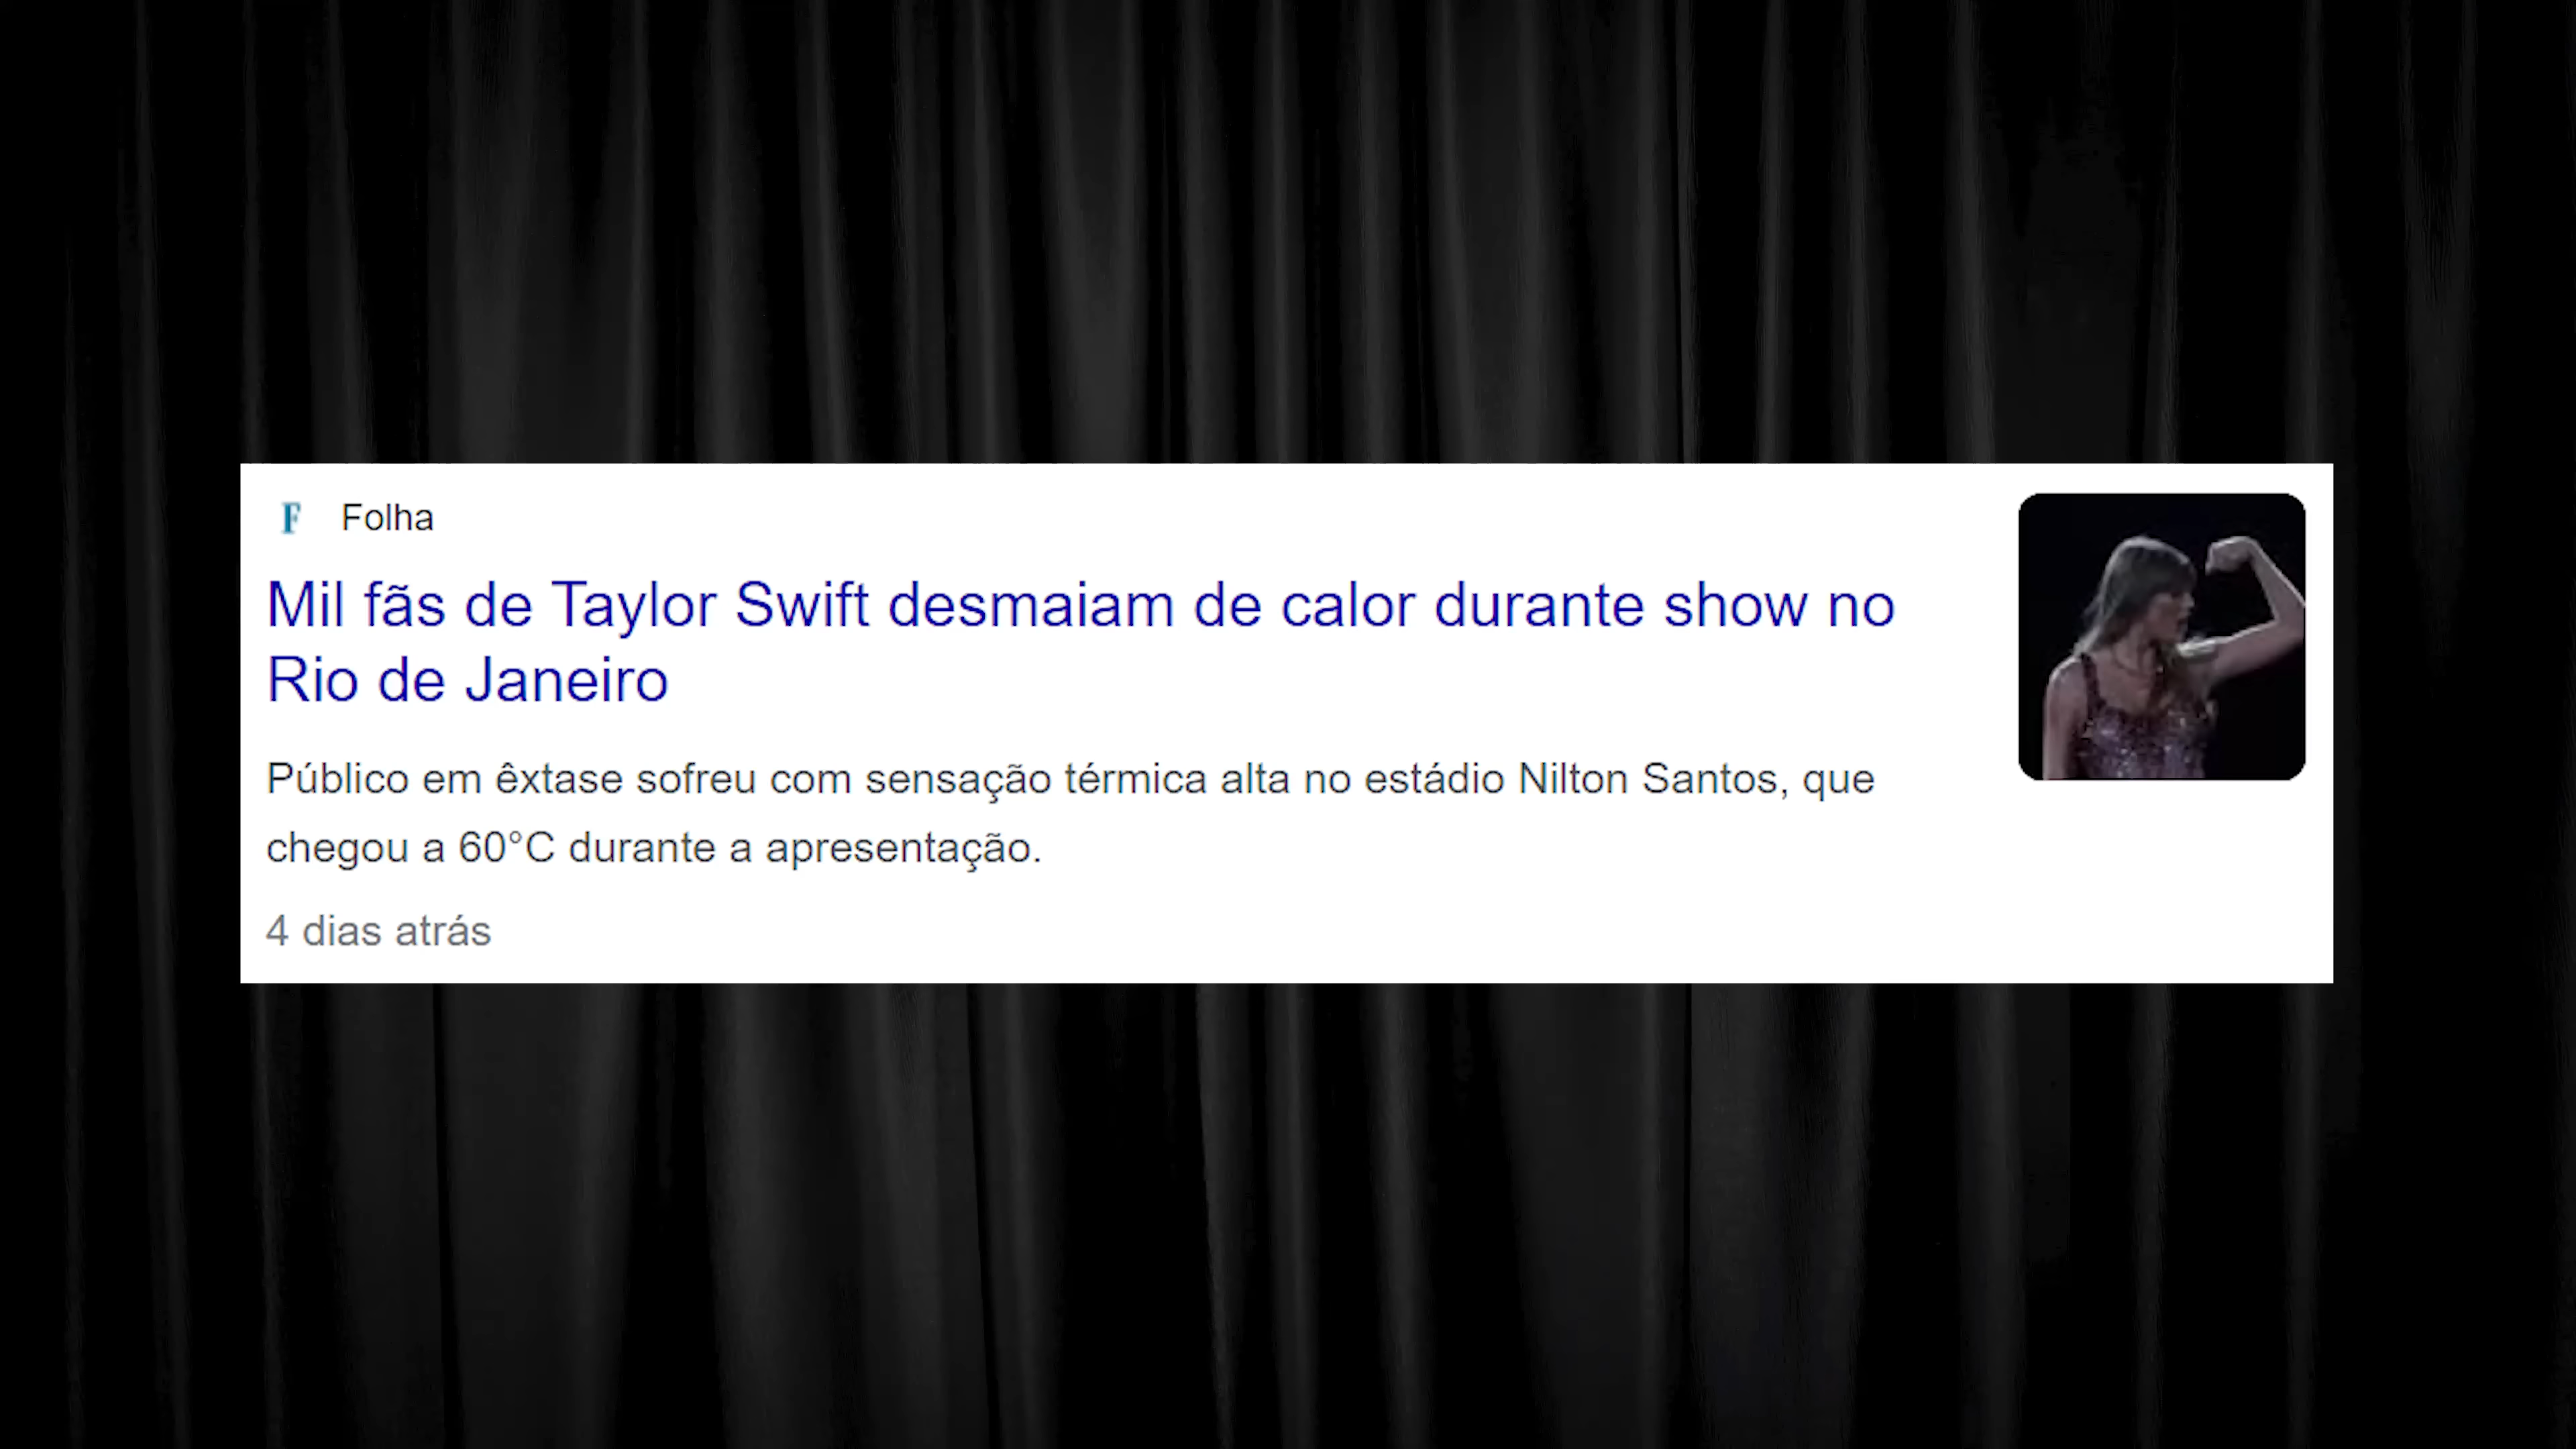 F Folha
Mil fãs de Taylor Swift desmaiam de calor durante show no
Rio de Janeiro
Público em êxtase sofreu com sensação térmica alta no estádio Nilton Santos, que
chegou a 60°C durante a apresentação.
4 dias atrás